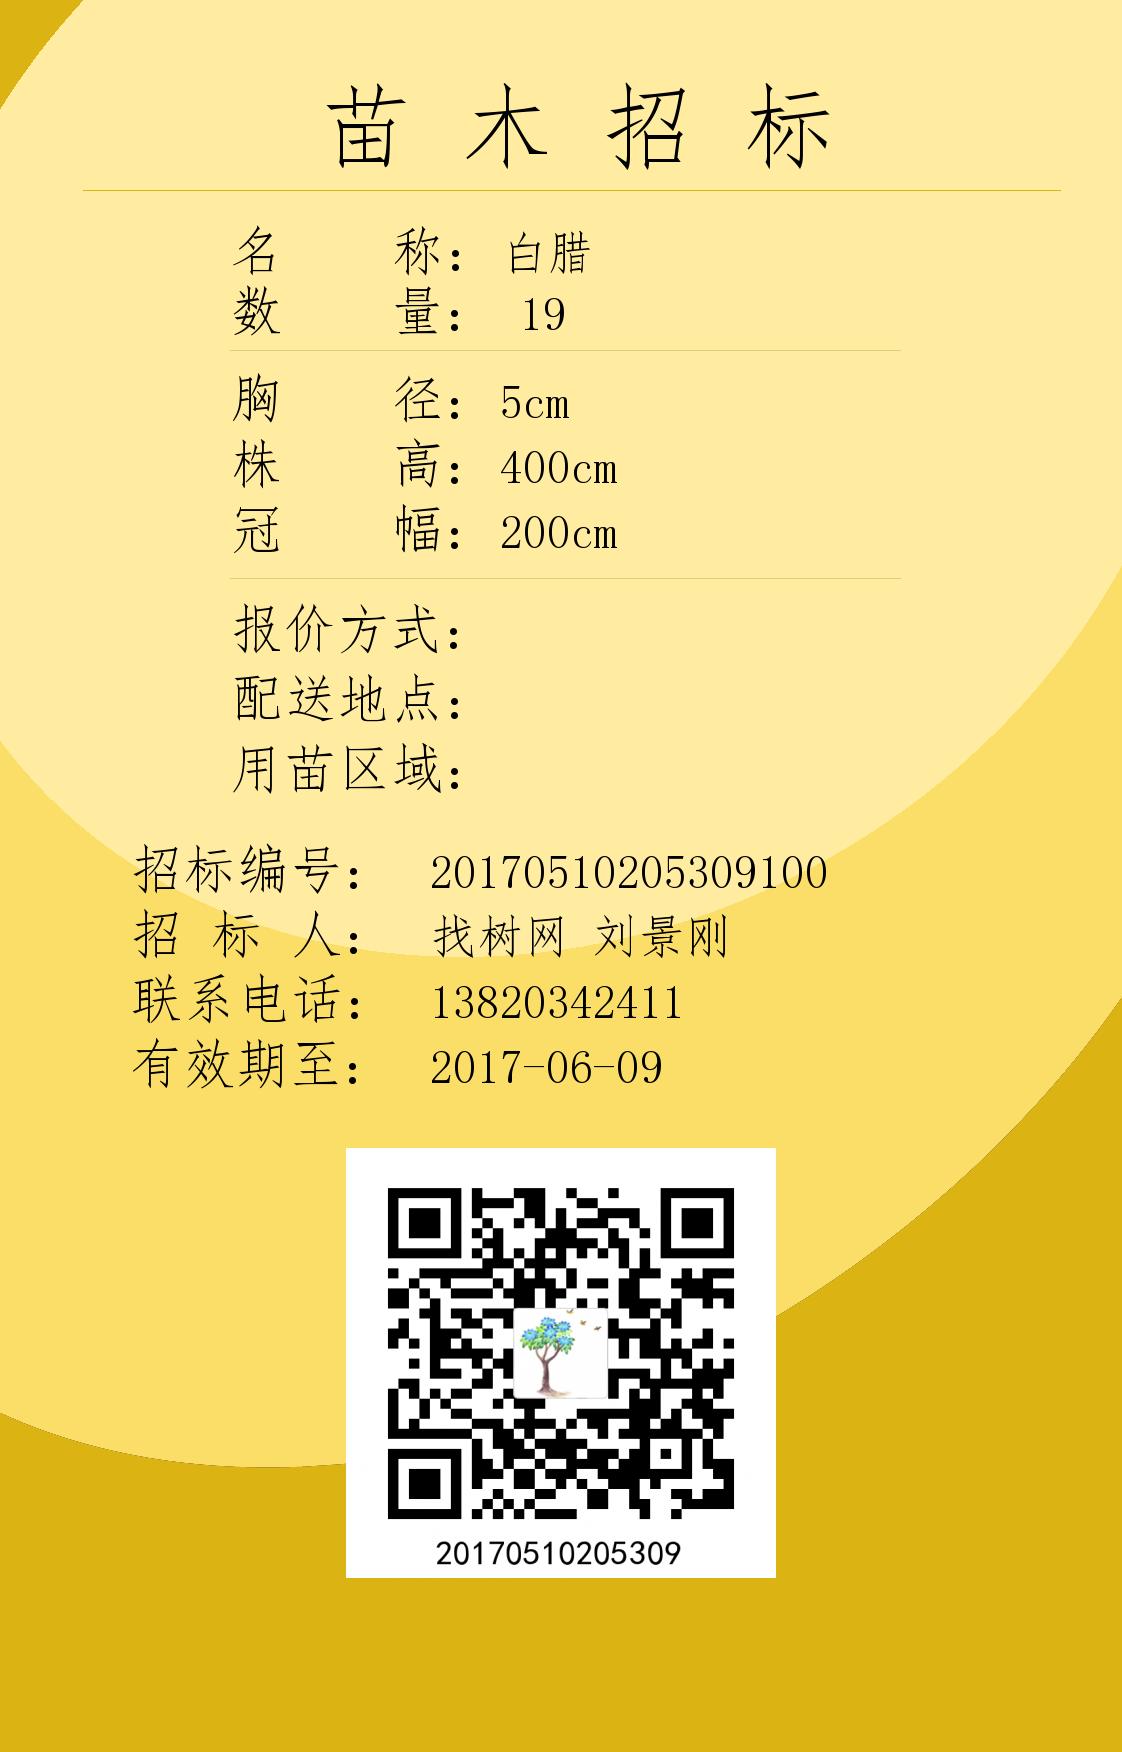 苗木招标
名称：白腊
数量：19
胸径：5cm
株高：400cm
冠幅：200cm
报价方式：
配送地点：
用苗区域：
招标编号：20170510205309100
招标人：找树网 刘景刚
联系电话：13820342411
有效期至：2017-06-09
20170510205309